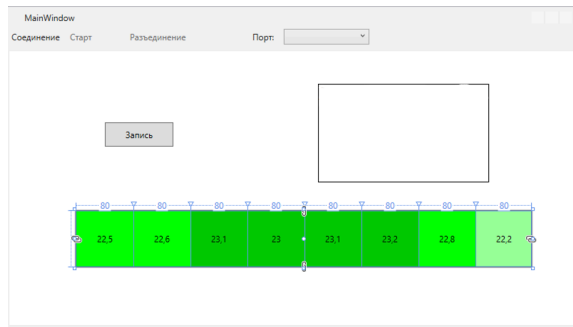 MainWindow
Соединение Старт Разъединение Порт:
Запись
80 80 80 80 80 80 80 80
22,5 22,6 23,1 23 23,1 23,2 22,8 22,2